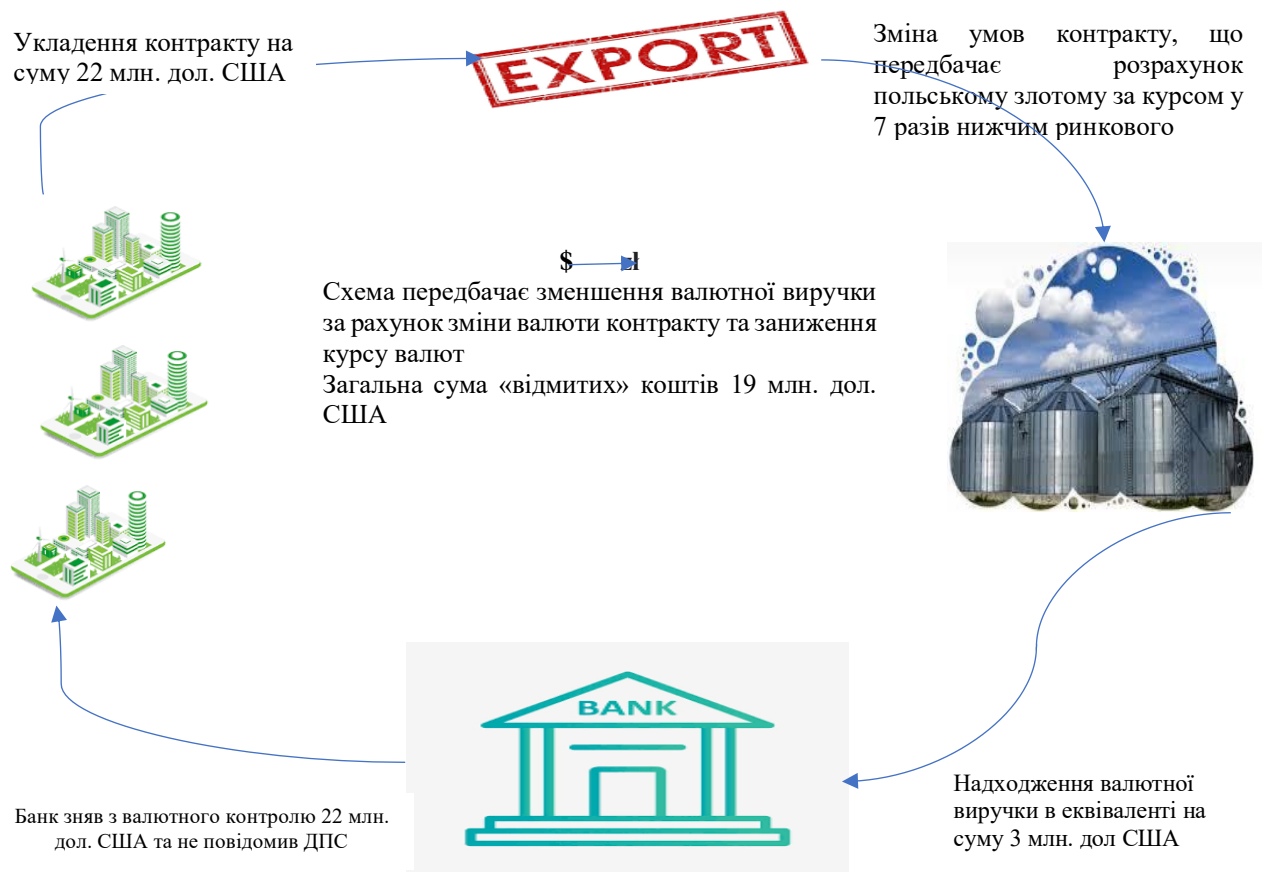 Укладення контракту на
суму 22 млн. дол. США
EXPORT
Зміна умов контракту, що
передбачає розрахунок
польському злотому за курсом у
7 разів нижчим ринкового
$ zł
Схема передбачає зменшення валютної виручки
за рахунок зміни валюти контракту та заниження
курсу валют
Загальна сума «відмитих» коштів 19 млн. дол.
США
BANK
Надходження валютної
виручки в еквіваленті на
суму 3 млн. дол США
Банк зняв з валютного контролю 22 млн.
дол. США та не повідомив ДПС